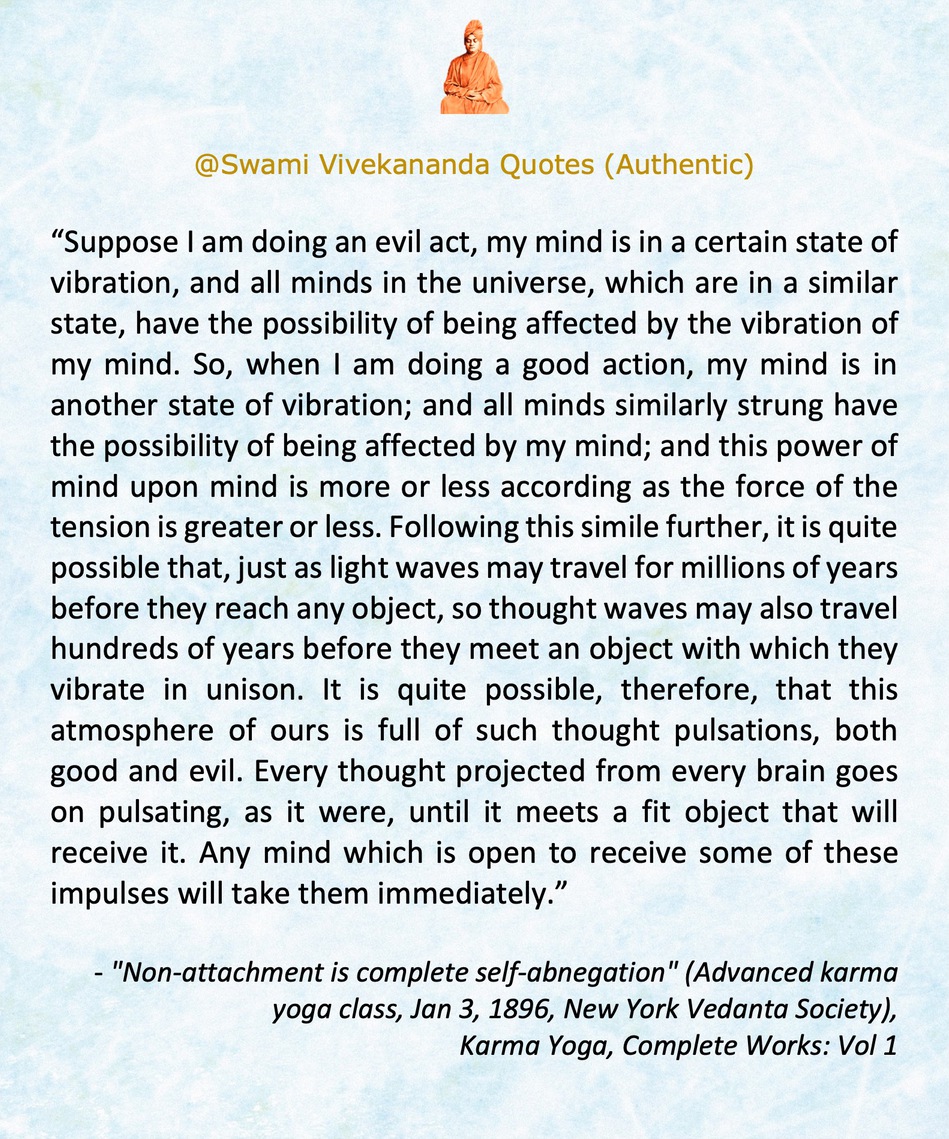 @Swami Vivekananda Quotes (Authentic)
“Suppose I am doing an evil act, my mind is in a certain state of
vibration, and all minds in the universe, which are in a similar
state, have the possibility of being affected by the vibration of
my mind. So, when I am doing a good action, my mind is in
another state of vibration; and all minds similarly strung have
the possibility of being affected by my mind; and this power of
mind upon mind is more or less according as the force of the
tension is greater or less. Following this simile further, it is quite
possible that, just as light waves may travel for millions of years
before they reach any object, so thought waves may also travel
hundreds of years before they meet an object with which they
vibrate in unison. It is quite possible, therefore, that this
atmosphere of ours is full of such thought pulsations, both
good and evil. Every thought projected from every brain goes
on pulsating, as it were, until it meets a fit object that will
receive it. Any mind which is open to receive some of these
impulses will take them immediately.”
- "Non-attachment is complete self-abnegation" (Advanced karma
yoga class, Jan 3, 1896, New York Vedanta Society),
Karma Yoga, Complete Works: Vol 1